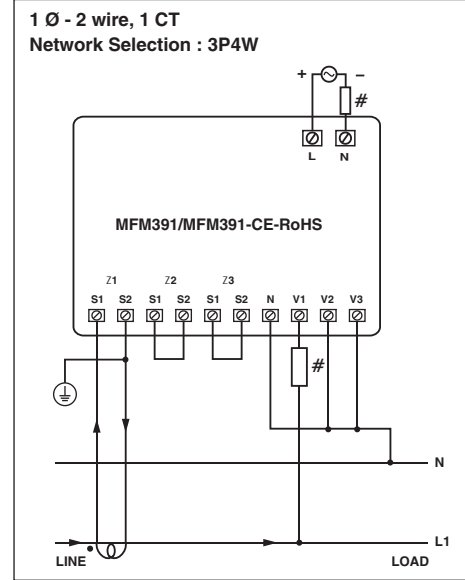 1 Ø - 2 wire, 1 CT
Network Selection : 3P4W
+ –
#
L N
MFM391/MFM391-CE-RoHS
Z1 Z2 Z3
S1 S2 S1 S2 S1 S2 N V1 V2 V3
#
N
L1
LINE LOAD